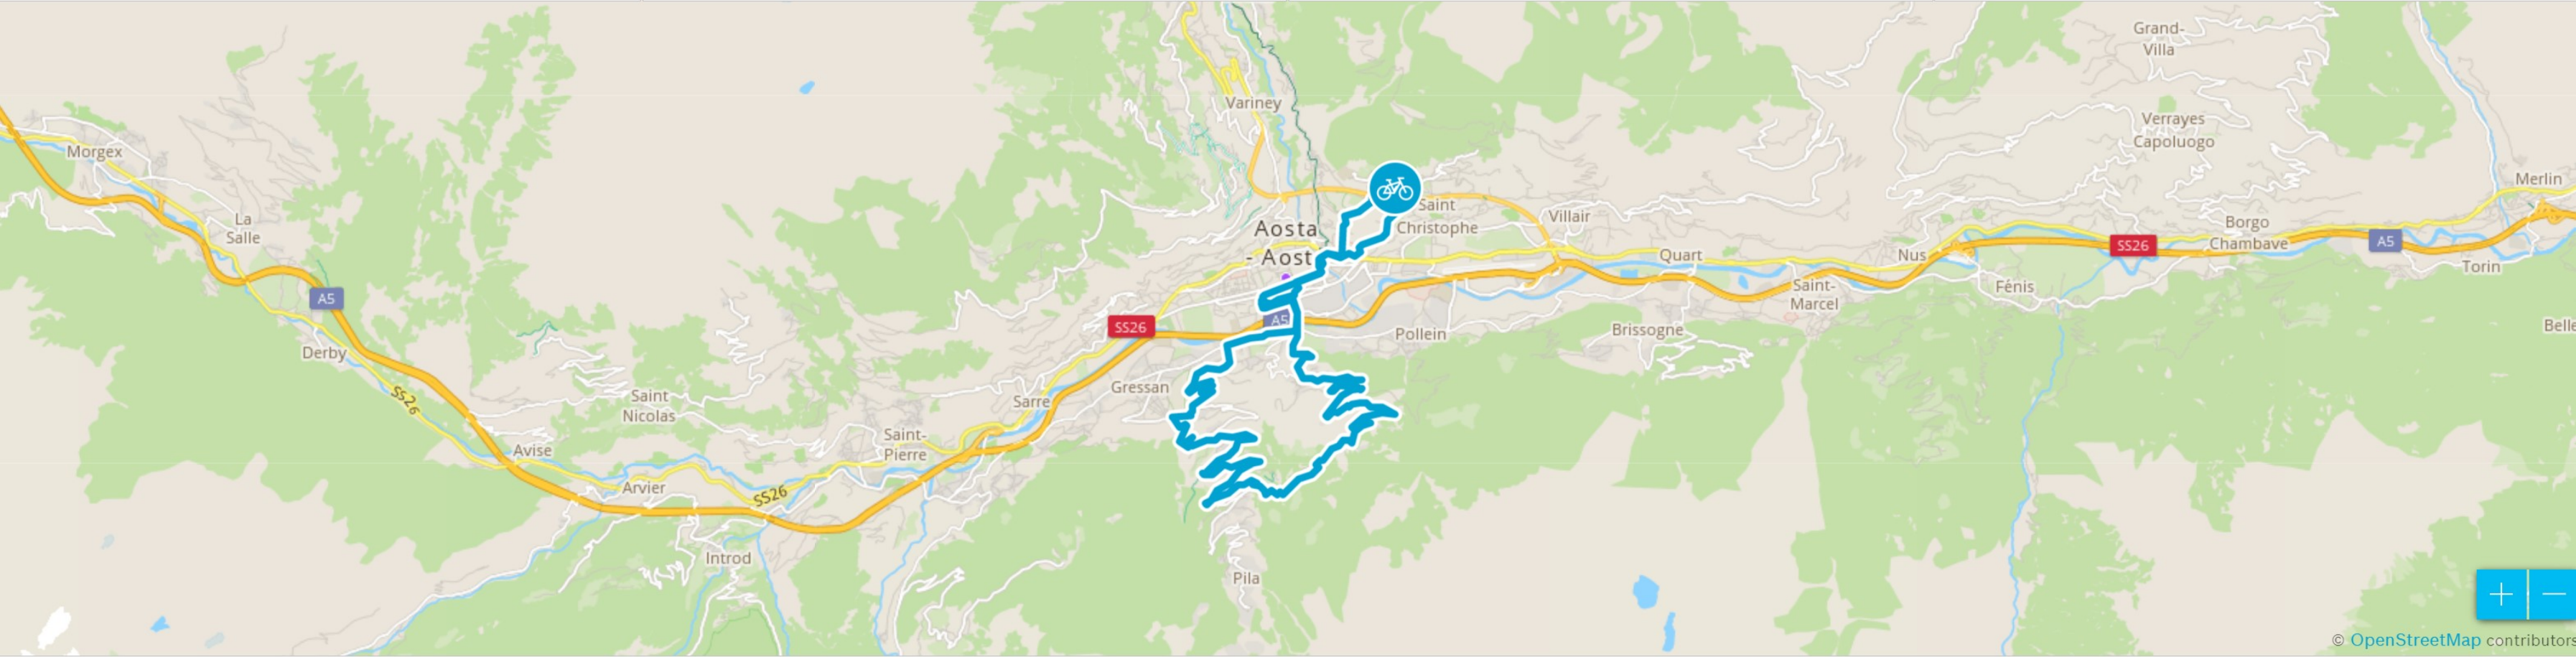 Grand-
Villa
Variney
Verrayes
Capoluogo
Morgex
Merlin
La
Salle
Saint
Christophe
Villair
Aosta
- Aost
Borgo
Chambave
SS26
A5
Quart
Nus
Torin
Saint-
Marcel
Fénis
A5
SS26
A5
Pollein
Brissogne
Belle
Derby
SS26
Saint
Nicolas
Gressan
Sarre
Saint-
Pierre
Avise
Arvier
SS26
Introd
Pila
+ −
© OpenStreetMap contributors